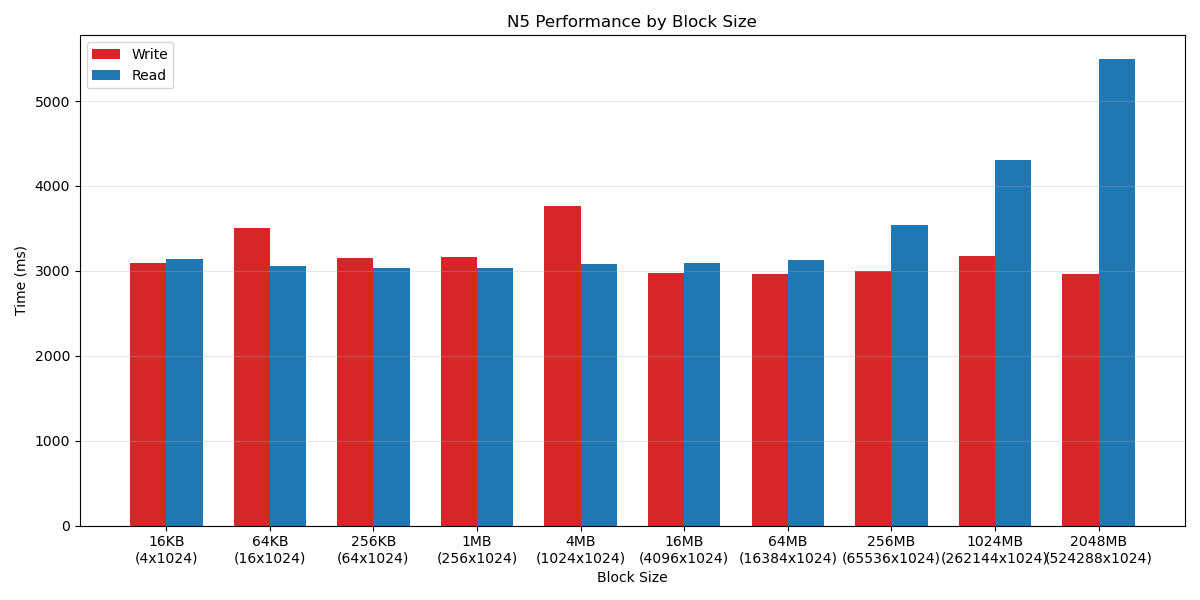 N5 Performance by Block Size
Write
Read
Time (ms)
5000
4000
3000
2000
1000
0
16KB 64KB 256KB 1MB 4MB 16MB 64MB 256MB 1024MB 2048MB
(4x1024) (16x1024) (64x1024) (256x1024) (1024x1024) (4096x1024) (16384x1024) (65536x1024) (262144x1024) (524288x1024)
Block Size